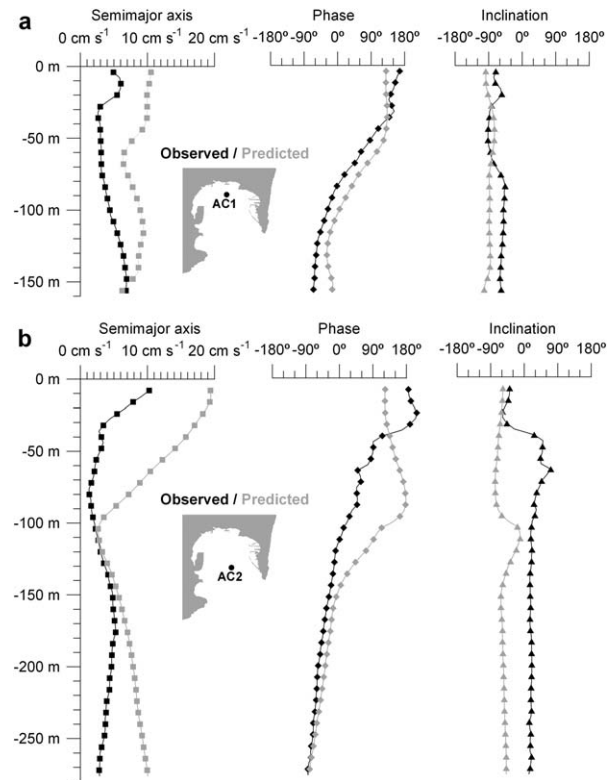 a
Semimajor axis Phase Inclination
0 cm s-1 10 cm s-1 20 cm s-1 -180º -90º 0º 90º 180º -180º -90º 0º 90º
0 m
-50 m
Observed / Predicted
AC1
-100 m
-150 m
b
Semimajor axis Phase Inclination
0 cm s-1 10 cm s-1 20 cm s-1 -180º -90º 0º 90º 180º -180º -90º 0º 90º
0 m
-50 m
Observed / Predicted
-100 m
AC2
-150 m
-200 m
-250 m